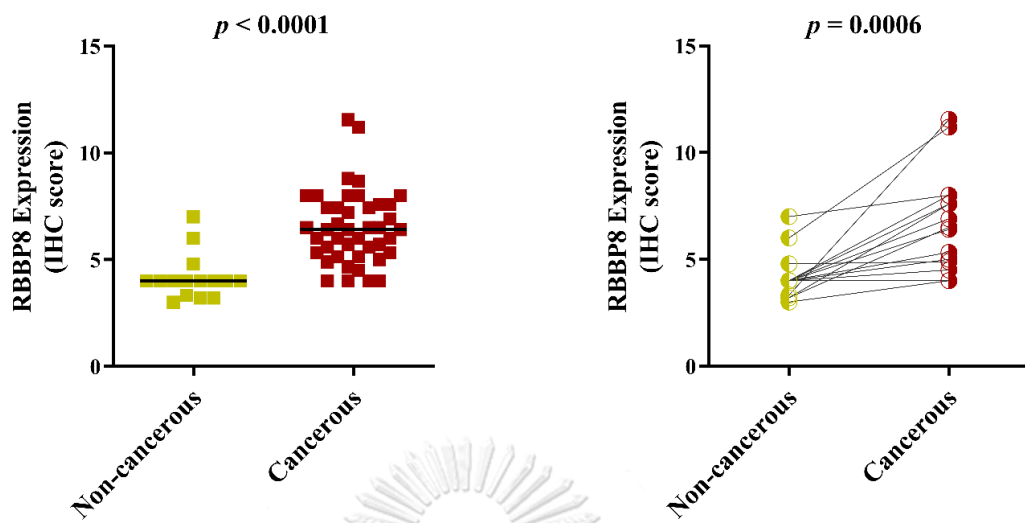 p < 0.0001
RBBP8 Expression
(IHC score)
15
10
5
0
Non-cancerous
Cancerous
p = 0.0006
RBBP8 Expression
(IHC score)
15
10
5
0
Non-cancerous
Cancerous